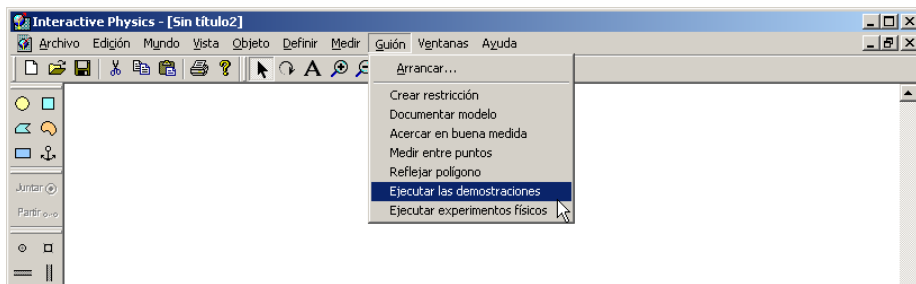 Interactive Physics - [Sin título2]
Archivo Edición Mundo Vista Objeto Definir Medir Guión Ventanas Ayuda
A
Arrancar...
Crear restricción
Documentar modelo
Acercar en buena medida
Medir entre puntos
Reflejar polígono
Ejecutar las demostraciones
Ejecutar experimentos físicos
Juntar
Partir